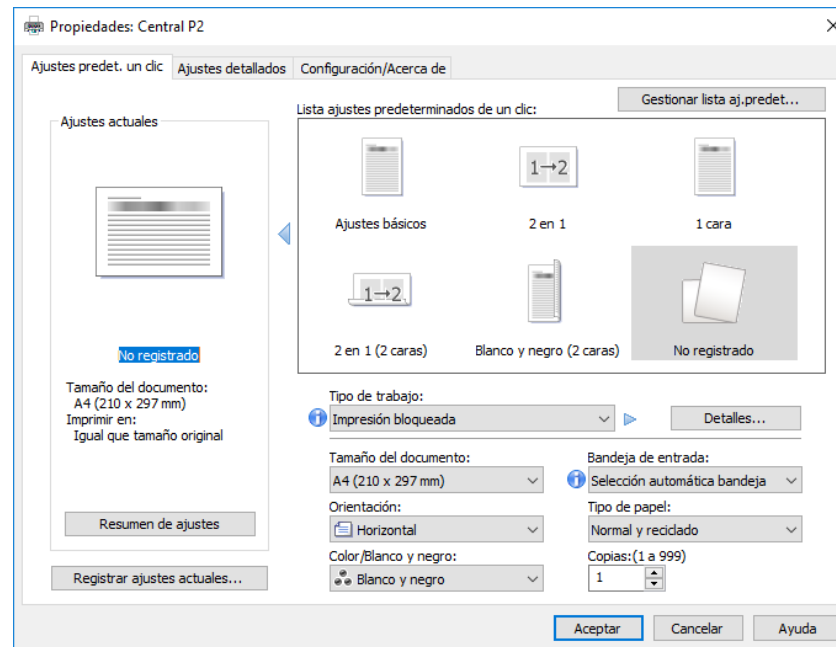 Propiedades: Central P2
Ajustes predet. un clic
Ajustes detallados
Configuración/Acerca de
Gestionar lista aj.predet...
Lista ajustes predeterminados de un clic:
Ajustes actuales
1→2
Ajustes básicos
2 en 1
1 cara
1→2
2 en 1 (2 caras)
Blanco y negro (2 caras)
No registrado
No registrado
Tamaño del documento:
A4 (210 x 297 mm)
Imprimir en:
Igual que tamaño original
Resumen de ajustes
Registrar ajustes actuales...
Tipo de trabajo:
Impresión bloqueada
Detalles...
Tamaño del documento:
A4 (210 x 297 mm)
Orientación:
Horizontal
Color/Blanco y negro:
Blanco y negro
Bandeja de entrada:
Selección automática bandeja
Tipo de papel:
Normal y reciclado
Copias:(1 a 999)
1
Aceptar
Cancelar
Ayuda